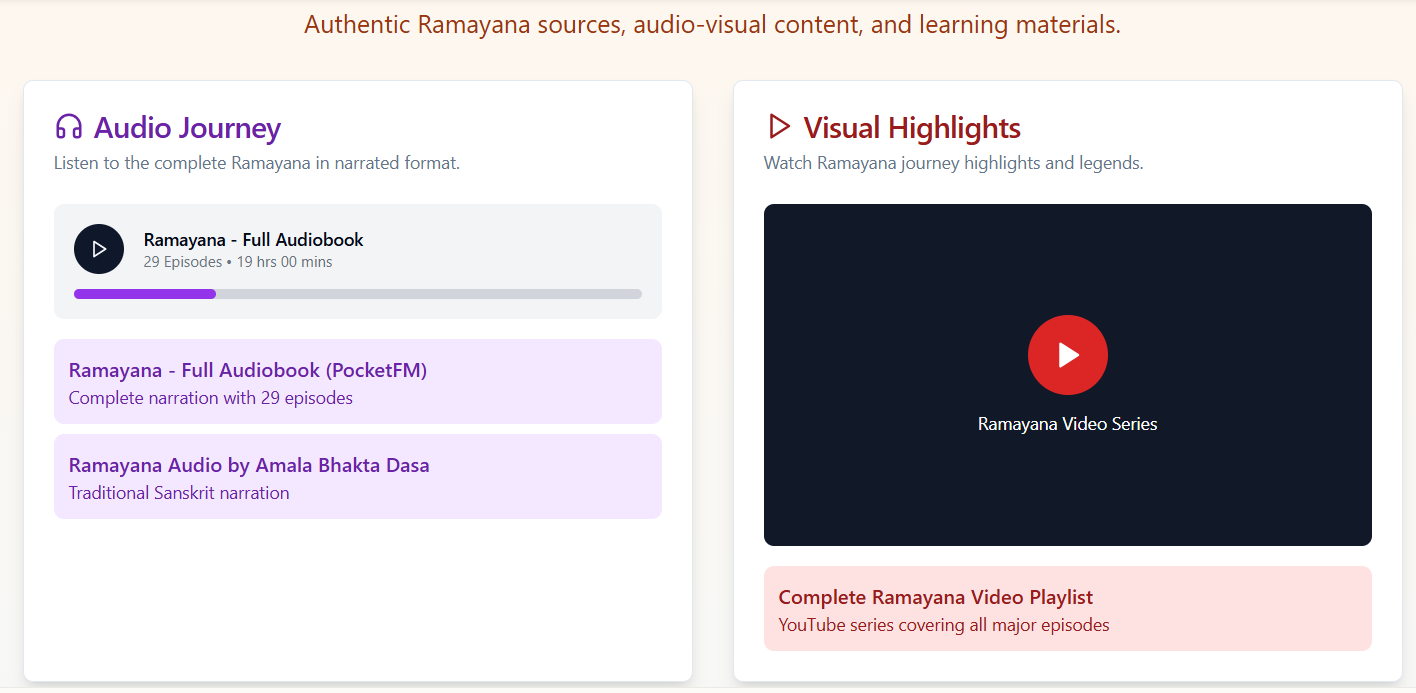 Authentic Ramayana sources, audio-visual content, and learning materials.
Audio Journey
Listen to the complete Ramayana in narrated format.
Ramayana - Full Audiobook
29 Episodes • 19 hrs 00 mins
Ramayana - Full Audiobook (PocketFM)
Complete narration with 29 episodes
Ramayana Audio by Amala Bhakta Dasa
Traditional Sanskrit narration
Visual Highlights
Watch Ramayana journey highlights and legends.
Ramayana Video Series
Complete Ramayana Video Playlist
YouTube series covering all major episodes